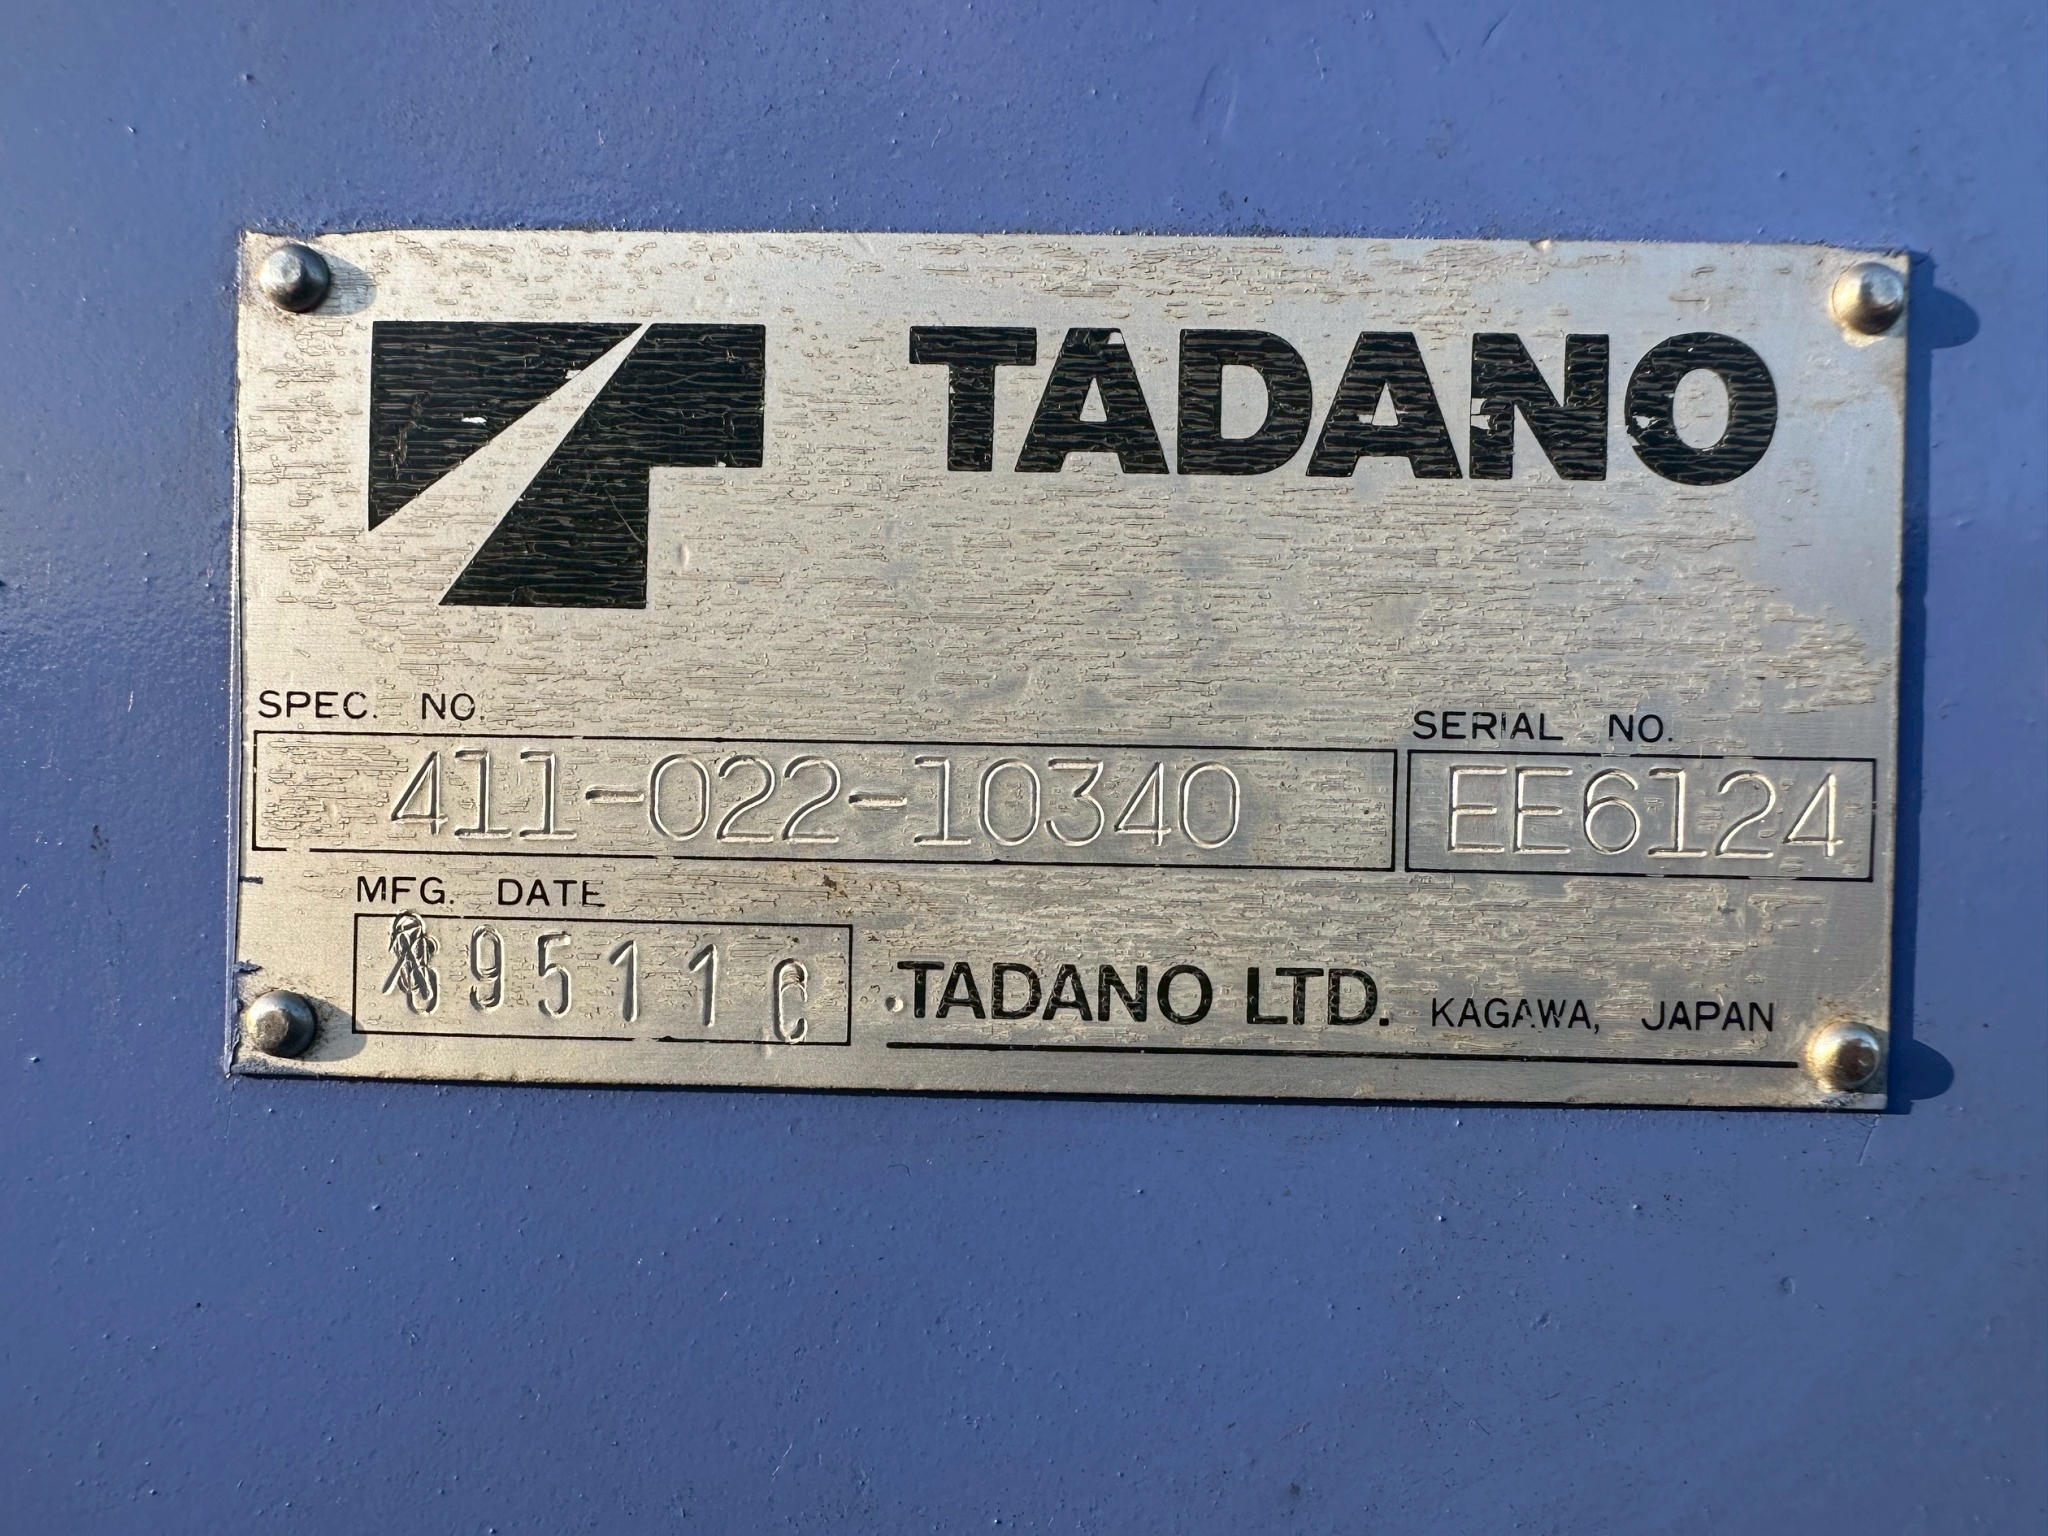 TADANO
SPEC. NO.
SERIAL NO.
411-022-10340
EE6124
MFG. DATE
9511C
TADANO LTD. KAGAWA, JAPAN